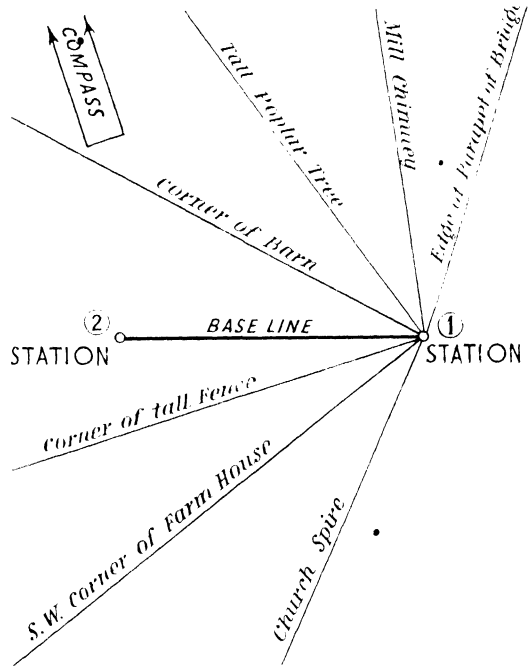 COMPASS
Tall Poplar Tree
Mill Chimney
Edge of Parapet of Bridge
corner of Barn
2
STATION
BASE LINE
1
STATION
corner of tall Fence
S.W. Corner of Farm House
Church Spire